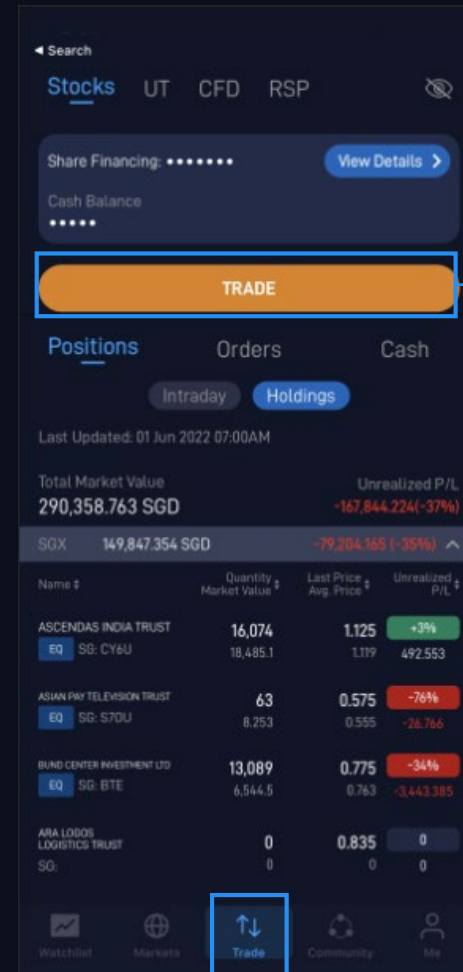 ◄ Search
Stocks UT CFD RSP
Share Financing: •••••••
View Details >
Cash Balance
•••••
TRADE
Positions Orders Cash
Intraday Holdings
Last Updated: 01 Jun 2022 07:00AM
Total Market Value Unrealized P/L
290,358.763 SGD -167,844.224(-37%)
SGX 149,847.354 SGD -79,204.165 (-35%)
Name Quantity Last Price Unrealized
Market Value Avg. Price P/L
ASCENDAS INDIA TRUST 16,074 1.125 +3%
EQ SG: CY6U 18,485.1 1.119 492.553
ASIAN PAY TELEVISION TRUST 63 0.575 -76%
EQ SG: S7OU 8.253 0.555 -26.766
BUND CENTER INVESTMENT LTD 13,089 0.775 -34%
EQ SG: BTE 6,544.5 0.763 -3,443.385
ARA LOGOS
LOGISTICS TRUST 0 0.835 0
SG: 0 0 0
Watchlist Markets Trade Community Me